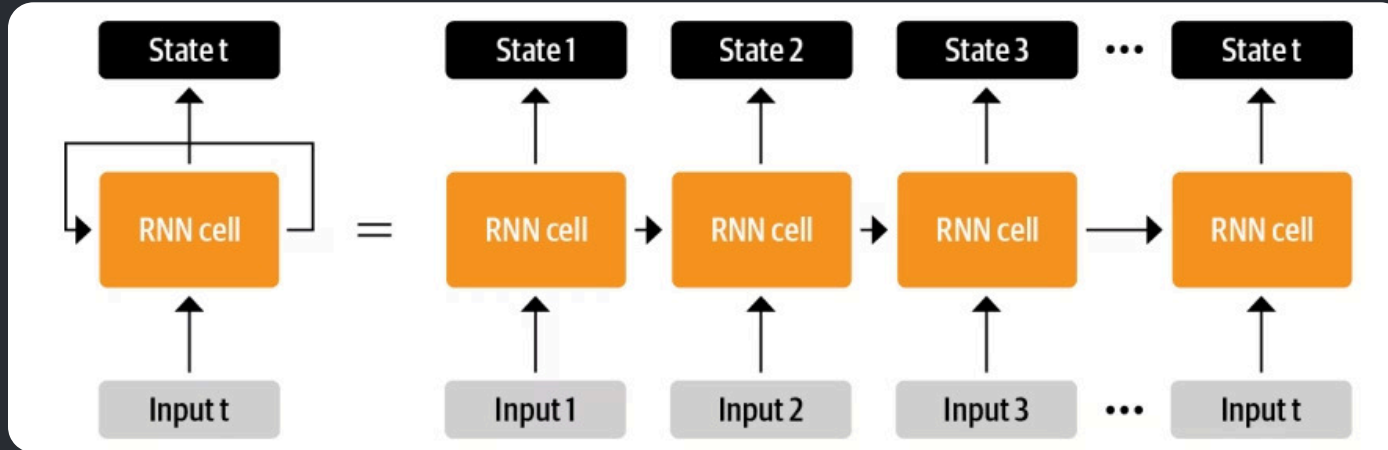 State t
State 1 State 2 State 3 ••• State t
RNN cell = RNN cell RNN cell RNN cell RNN cell
Input t
Input 1 Input 2 Input 3 ••• Input t